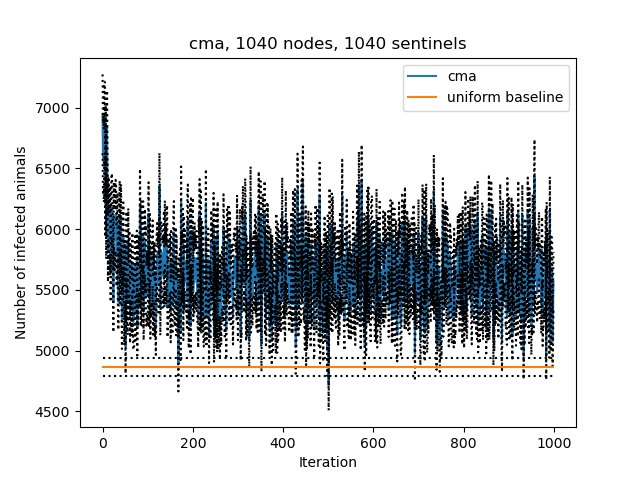 cma, 1040 nodes, 1040 sentinels
cma
uniform baseline
Number of infected animals
7000
6500
6000
5500
5000
4500
0 200 400 600 800 1000
Iteration